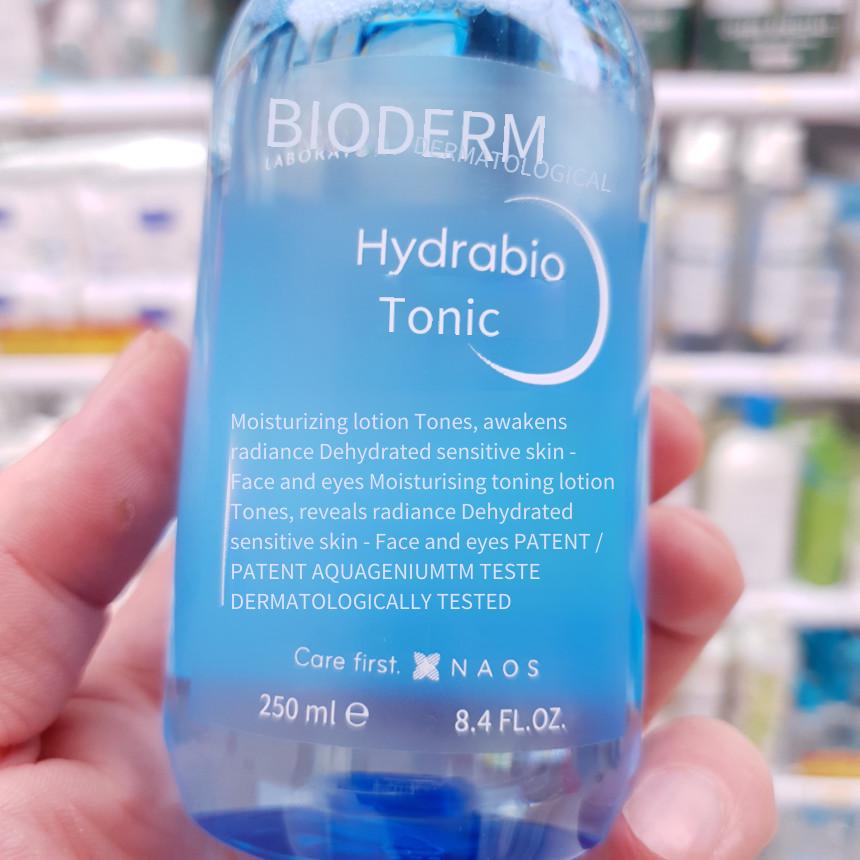 BIODERM
LABORAT
DERMATOLOGICAL
Hydrabio
Tonic
Moisturizing lotion Tones, awakens
radiance Dehydrated sensitive skin -
Face and eyes Moisturising toning lotion
Tones, reveals radiance Dehydrated
sensitive skin - Face and eyes PATENT /
PATENT AQUAGENIUMTM TESTE
DERMATOLOGICALLY TESTED
Care first. NAOS
250 ml e 8.4 FL.OZ.